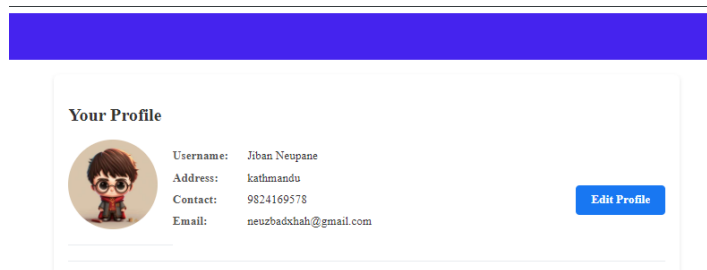 Your Profile
Username: Jiban Neupane
Address: kathmandu
Contact: 9824169578
Email: neuzbadxhah@gmail.com
Edit Profile